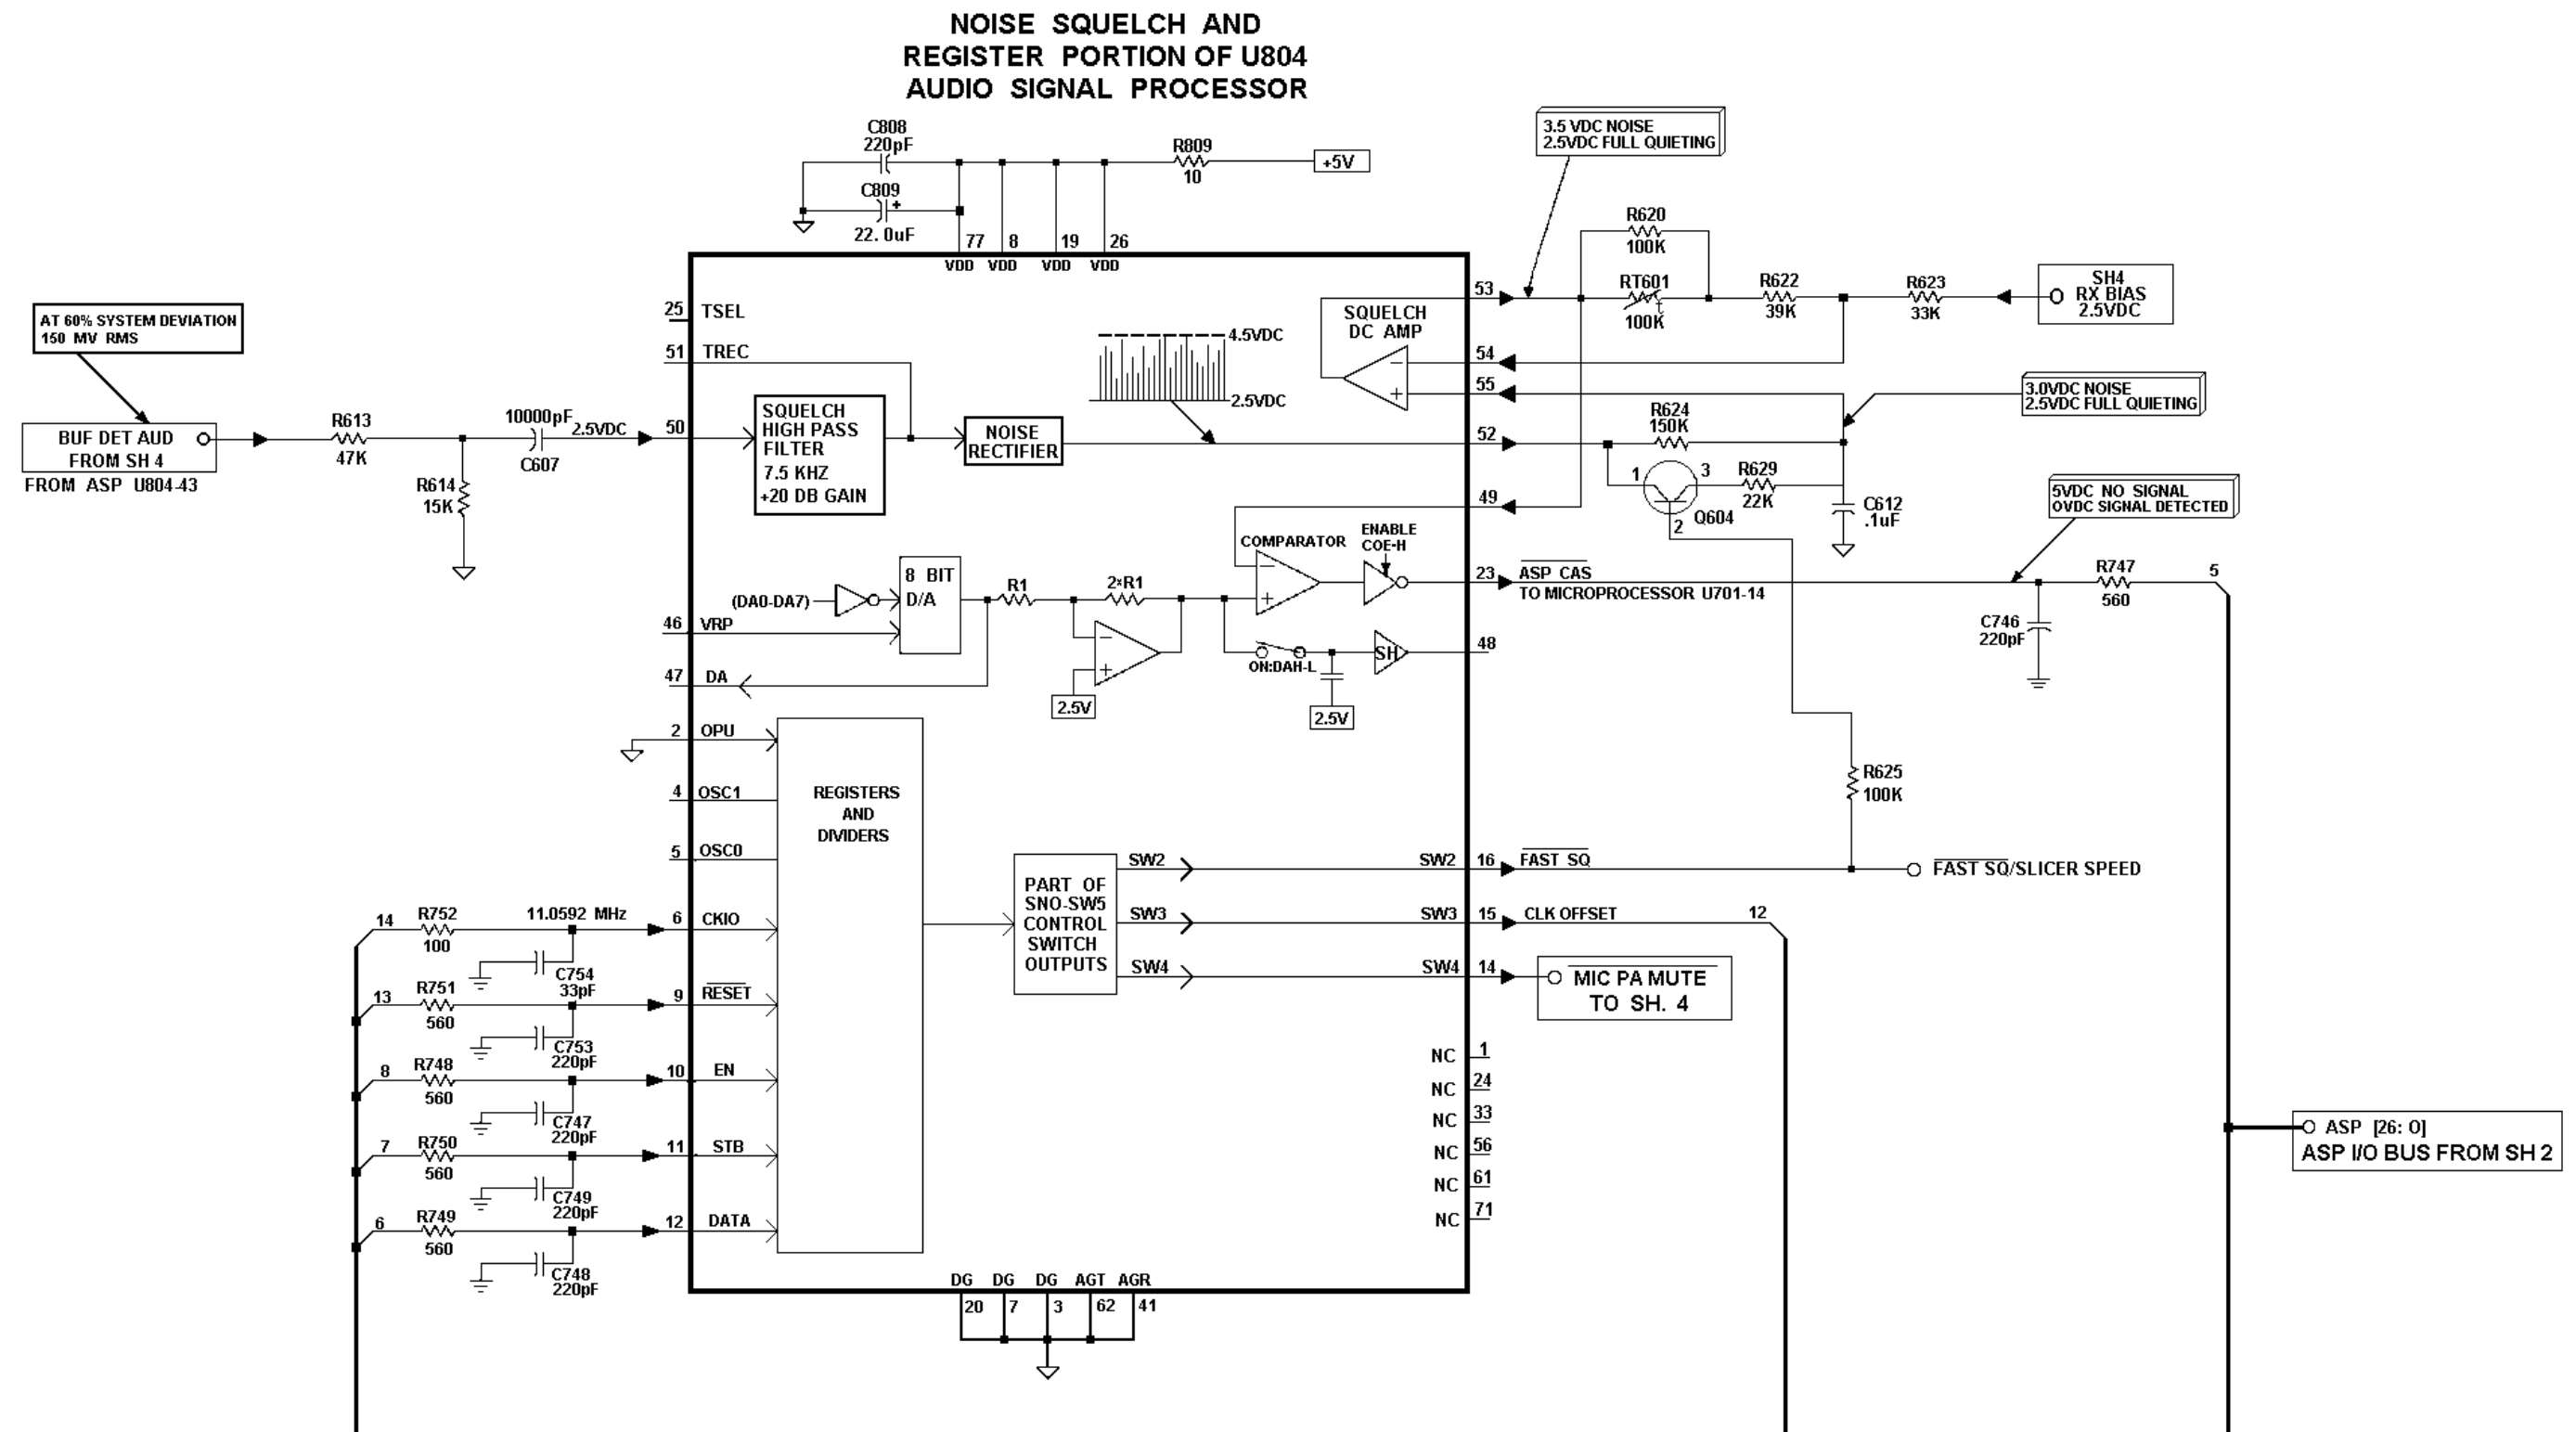 NOISE SQUELCH AND
REGISTER PORTION OF U804
AUDIO SIGNAL PROCESSOR
C808
220pF
C809
+
22.0uF
R809
10
+5V
77
8
19
26
VDD
VDD
VDD
VDD
3.5 VDC NOISE
2.5VDC FULL QUIETING
R620
100K
RT601
t
100K
R622
39K
R623
33K
SH4
RX BIAS
2.5VDC
AT 60% SYSTEM DEVIATION
150 MV RMS
BUF DET AUD
FROM SH 4
FROM ASP U804-43
R613
47K
R614
15K
10000pF
C607
2.5VDC
25
TSEL
51
TREC
50
SQUELCH
HIGH PASS
FILTER
7.5 KHZ
+20 DB GAIN
NOISE
RECTIFIER
4.5VDC
2.5VDC
SQUELCH
DC AMP
−
+
53
54
55
52
49
3.0VDC NOISE
2.5VDC FULL QUIETING
R624
150K
1
3
2
Q604
R629
22K
C612
.1uF
5VDC NO SIGNAL
0VDC SIGNAL DETECTED
(DA0-DA7)
8 BIT
D/A
R1
2*R1
COMPARATOR
−
+
ENABLE
COE-H
23
ASP CAS
TO MICROPROCESSOR U701-14
R747
560
5
C746
220pF
46
VRP
47
DA
−
+
2.5V
ON:DAH-L
2.5V
SH
48
2
OPU
4
OSC1
5
OSC0
REGISTERS
AND
DIVIDERS
R625
100K
PART OF
SN0-SW5
CONTROL
SWITCH
OUTPUTS
SW2
SW3
SW4
SW2
16
FAST SQ
FAST SQ/SLICER SPEED
SW3
15
CLK OFFSET
12
SW4
14
MIC PA MUTE
TO SH. 4
14
R752
100
11.0592 MHz
C754
33pF
6
CKIO
13
R751
560
C753
220pF
9
RESET
8
R748
560
C747
220pF
10
EN
7
R750
560
C749
220pF
11
STB
6
R749
560
C748
220pF
12
DATA
NC
1
NC
24
NC
33
NC
56
NC
61
NC
71
ASP [26: 0]
ASP I/O BUS FROM SH 2
DG
DG
DG
AGT
AGR
20
7
3
62
41